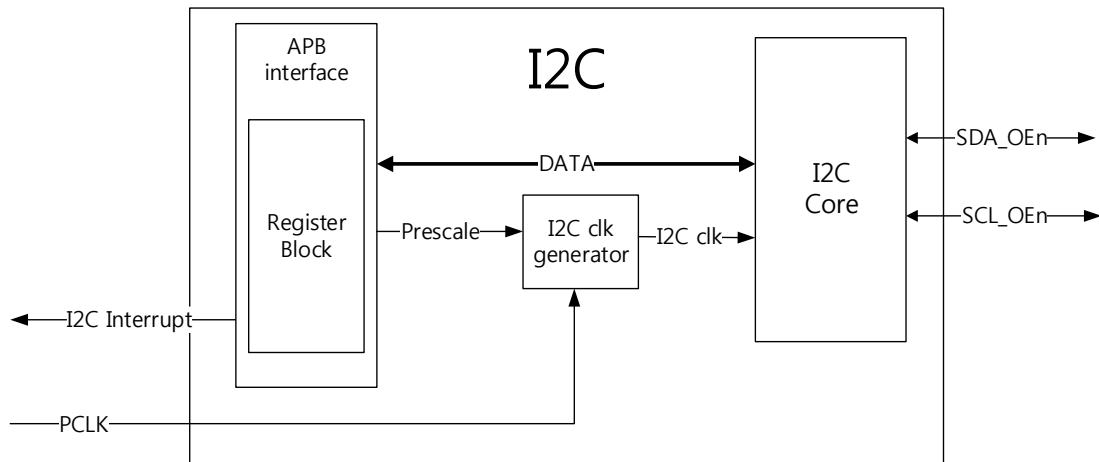 APB
interface
I2C
Register
Block
DATA
Prescale
I2C clk
generator
I2C clk
I2C
Core
SDA_OEn
SCL_OEn
I2C Interrupt
PCLK